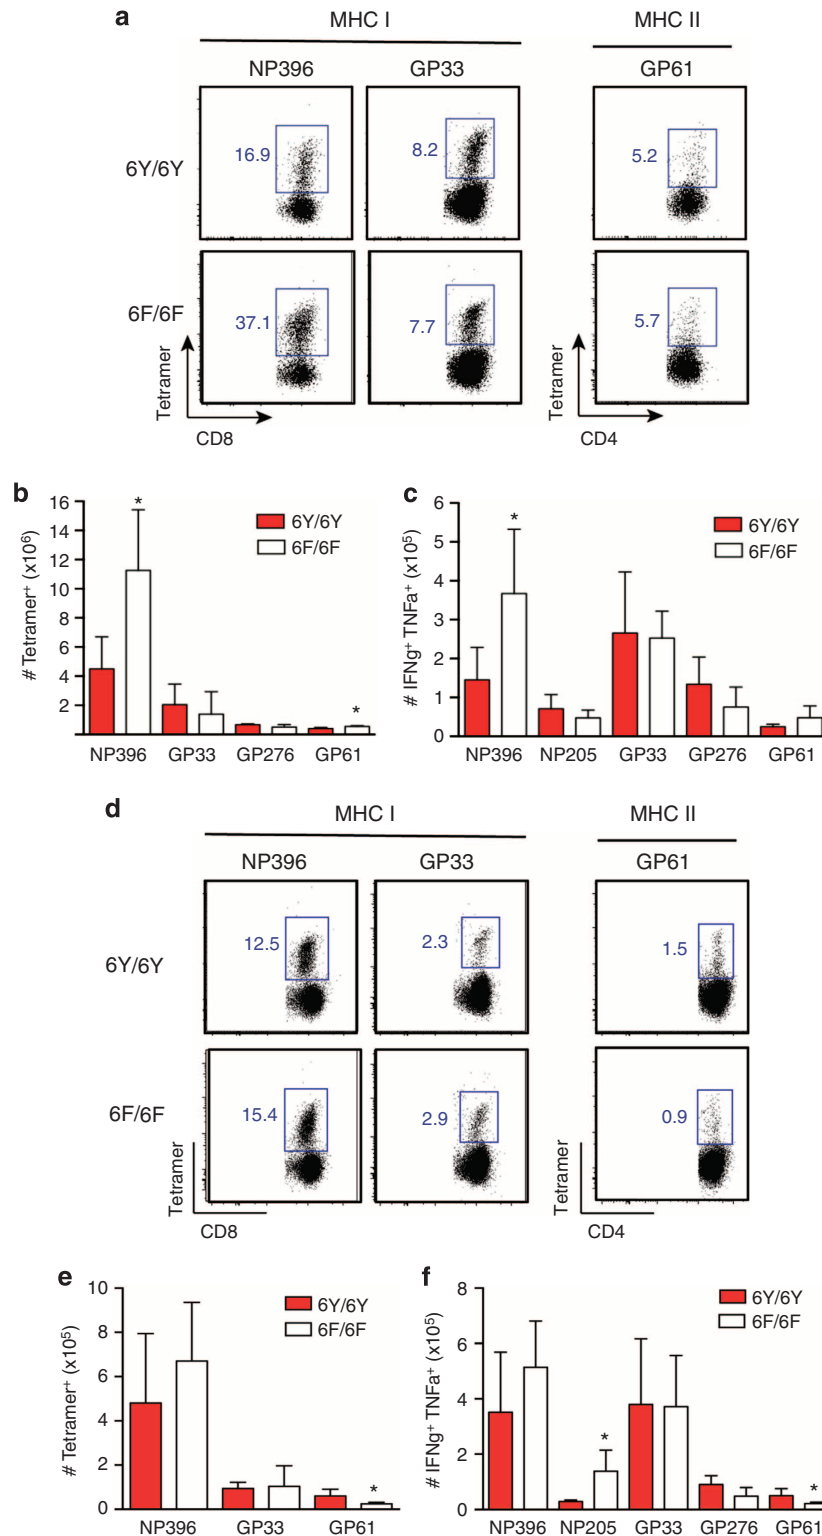 a
MHC I
MHC II
NP396
GP33
GP61
6Y/6Y
16.9
8.2
5.2
6F/6F
37.1
7.7
5.7
Tetramer
CD8
Tetramer
CD4
b
# Tetramer⁺ (x10⁶)
16
14
12
10
8
6
4
2
*
6Y/6Y
6F/6F
*
NP396 GP33 GP276 GP61
c
# IFNg⁺ TNFa⁺ (x10⁵)
6
5
4
3
2
1
0
*
6Y/6Y
6F/6F
NP396 NP205 GP33 GP276 GP61
d
MHC I
MHC II
NP396
GP33
GP61
6Y/6Y
12.5
2.3
1.5
6F/6F
15.4
2.9
0.9
Tetramer
CD8
Tetramer
CD4
e
# Tetramer⁺ (x10⁵)
10
8
6
4
2
0
6Y/6Y
6F/6F
*
NP396 GP33 GP61
f
# IFNg⁺ TNFa⁺ (x10⁵)
8
6
4
2
0
6Y/6Y
6F/6F
*
*
NP396 NP205 GP33 GP276 GP61